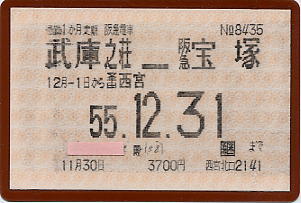 1か月定期 阪急電車 №8435
武庫之荘 ー 阪急 宝塚
12月-1日から 西宮
55.12.31
殿 まで
11月30日 3700円 西宮北口2141